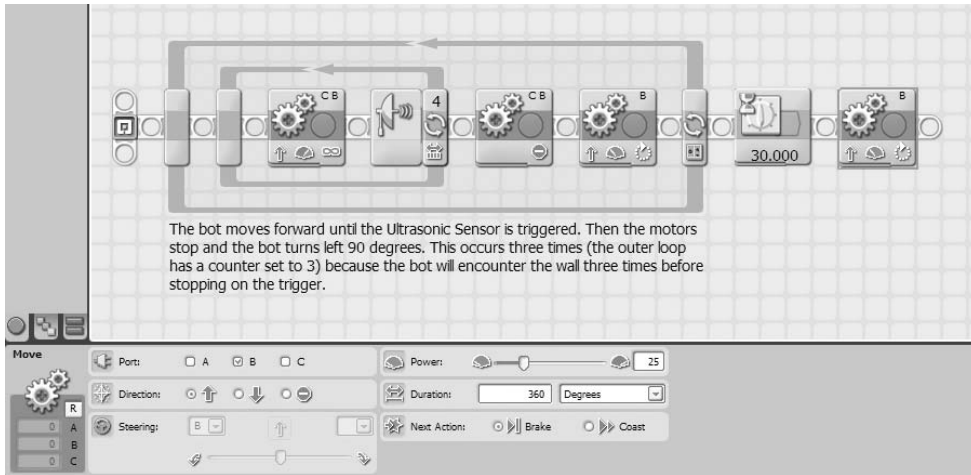 C B
4
C B
B
B
30.000
The bot moves forward until the Ultrasonic Sensor is triggered. Then the motors
stop and the bot turns left 90 degrees. This occurs three times (the outer loop
has a counter set to 3) because the bot will encounter the wall three times before
stopping on the trigger.
Move
R
0 A
0 B
0 C
Port: A B C
Direction:
Steering: B
Power: 25
Duration: 360 Degrees
Next Action: Brake Coast